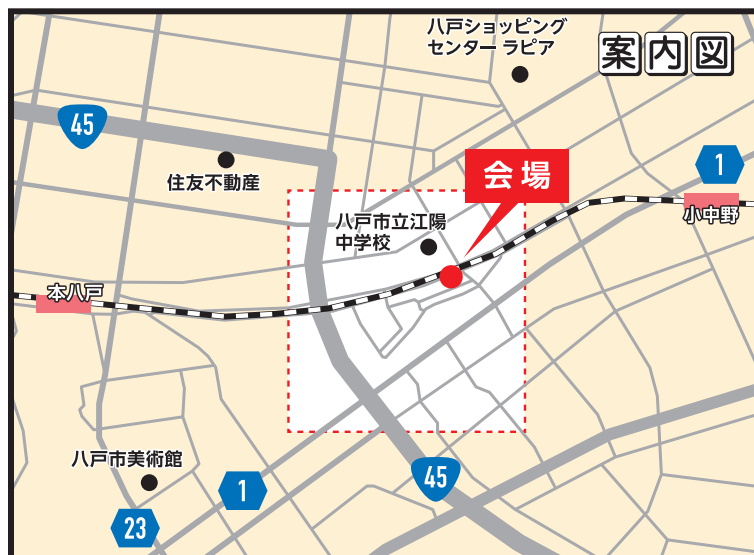 八戸ショッピング
センター ラピア
案内図
45
住友不動産
会場
1
八戸市立江陽
中学校
小中野
本八戸
八戸市美術館
1
45
23